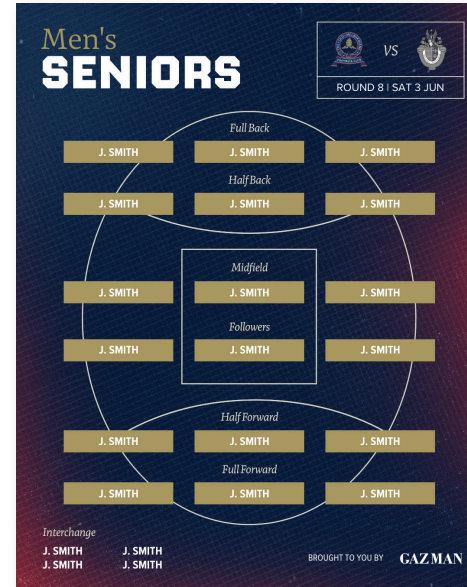 Men's
SENIORS
VS
ROUND 8 | SAT 3 JUN
Full Back
J. SMITH J. SMITH J. SMITH
Half Back
J. SMITH J. SMITH J. SMITH
Midfield
J. SMITH J. SMITH J. SMITH
Followers
J. SMITH J. SMITH J. SMITH
Half Forward
J. SMITH J. SMITH J. SMITH
Full Forward
J. SMITH J. SMITH J. SMITH
Interchange
J. SMITH J. SMITH
J. SMITH J. SMITH
BROUGHT TO YOU BY GAZMAN